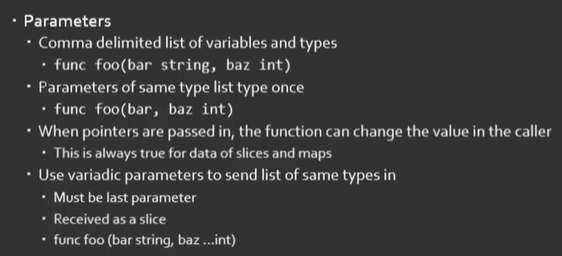 • Parameters
• Comma delimited list of variables and types
• func foo(bar string, baz int)
• Parameters of same type list type once
• func foo(bar, baz int)
• When pointers are passed in, the function can change the value in the caller
• This is always true for data of slices and maps
• Use variadic parameters to send list of same types in
• Must be last parameter
• Received as a slice
• func foo (bar string, baz ...int)